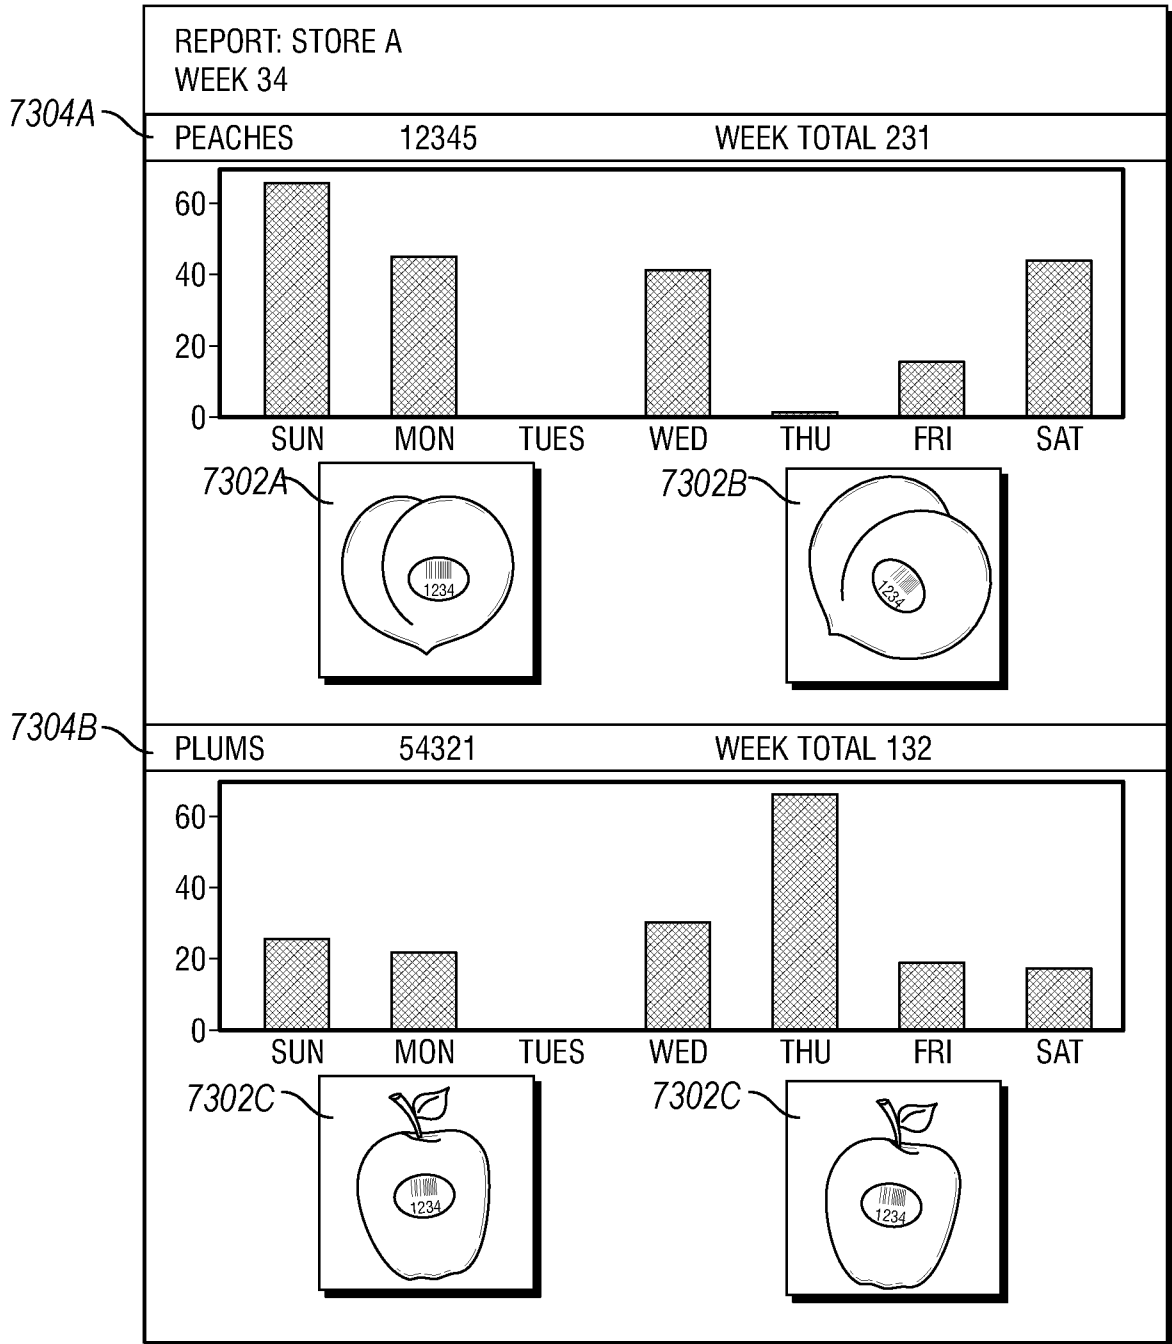 REPORT: STORE A
WEEK 34
7304A
PEACHES 12345 WEEK TOTAL 231
60
40
20
0
SUN MON TUES WED THU FRI SAT
7302A 7302B
1234 1234
7304B
PLUMS 54321 WEEK TOTAL 132
60
40
20
0
SUN MON TUES WED THU FRI SAT
7302C 7302C
1234 1234